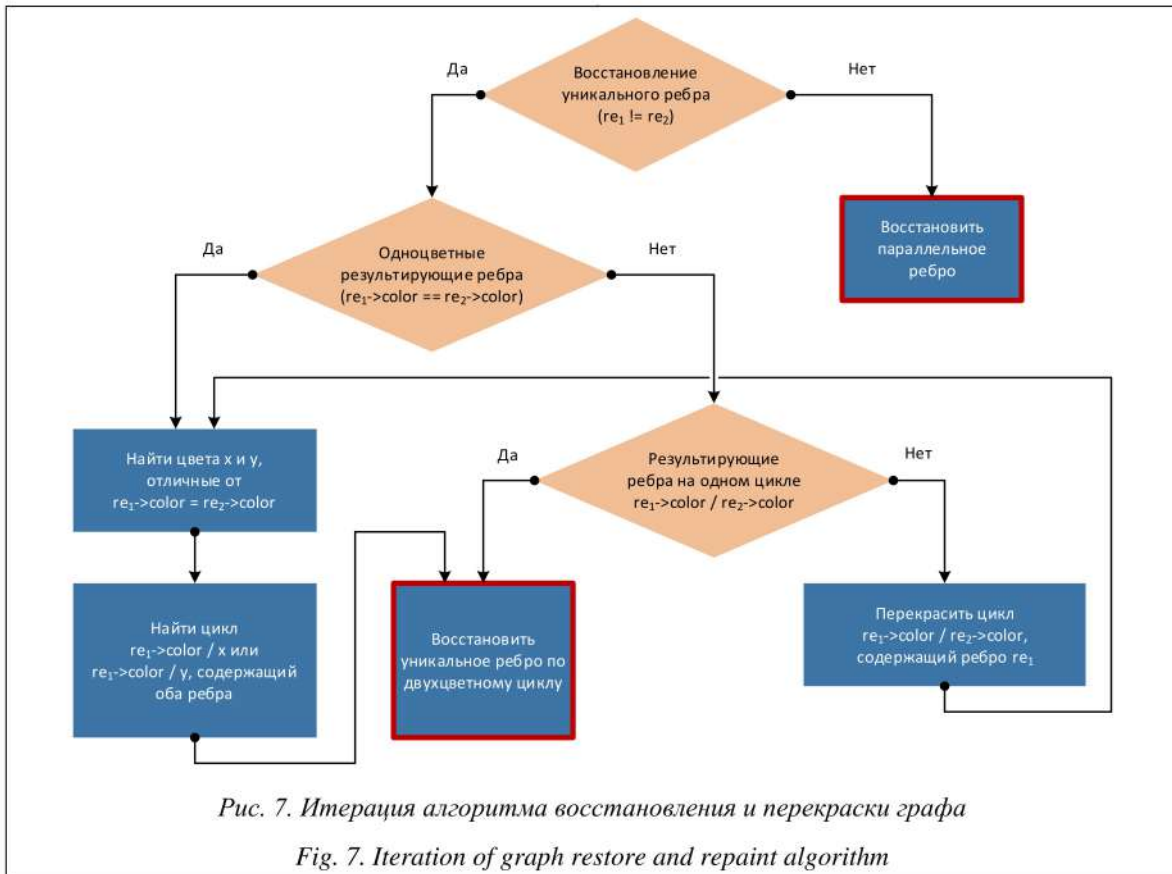 Да
Восстановление
уникального ребра
(re₁ != re₂)
Нет
Восстановить
параллельное
ребро
Да
Одноцветные
результирующие ребра
(re₁->color == re₂->color)
Нет
Найти цвета x и y,
отличные от
re₁->color = re₂->color
Да
Результирующие
ребра на одном цикле
re₁->color / re₂->color
Нет
Найти цикл
re₁->color / x или
re₁->color / y, содержащий
оба ребра
Восстановить
уникальное ребро по
двухцветному циклу
Перекрасить цикл
re₁->color / re₂->color,
содержащий ребро re₁
Рис. 7. Итерация алгоритма восстановления и перекраски графа
Fig. 7. Iteration of graph restore and repaint algorithm